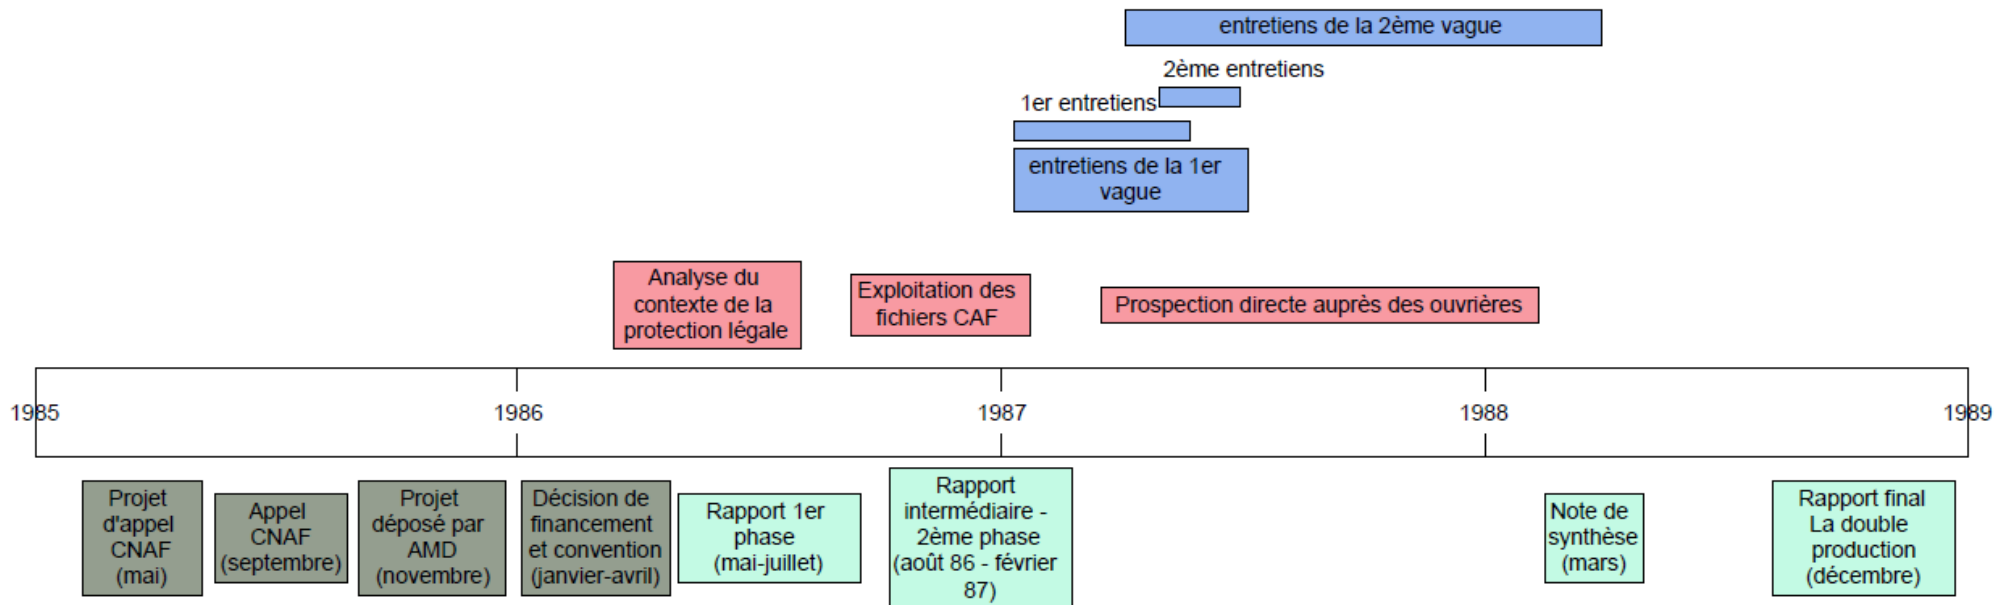 entretiens de la 2ème vague
2ème entretiens
1er entretiens
entretiens de la 1er
vague
Analyse du
contexte de la
protection légale
Exploitation des
fichiers CAF
Prospection directe auprès des ouvrières
1985
1986
1987
1988
1989
Projet
d'appel
CNAF
(mai)
Appel
CNAF
(septembre)
Projet
déposé par
AMD
(novembre)
Décision de
financement
et convention
(janvier-avril)
Rapport 1er
phase
(mai-juillet)
Rapport
intermédiaire -
2ème phase
(août 86 - février
87)
Note de
synthèse
(mars)
Rapport final
La double
production
(décembre)